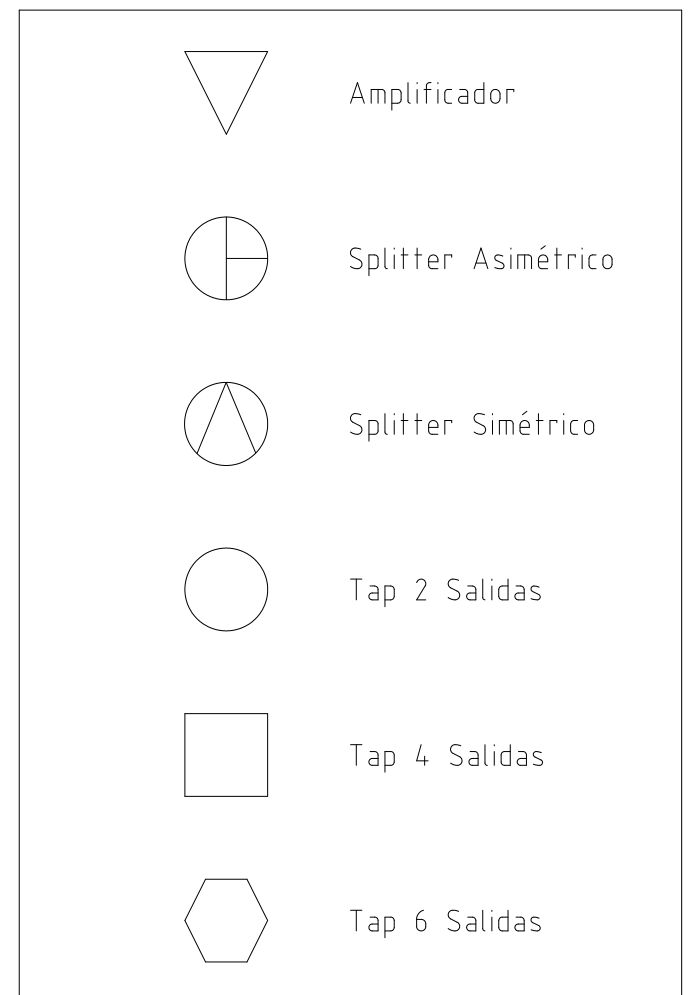 Amplificador
Splitter Asimétrico
Splitter Simétrico
Tap 2 Salidas
Tap 4 Salidas
Tap 6 Salidas